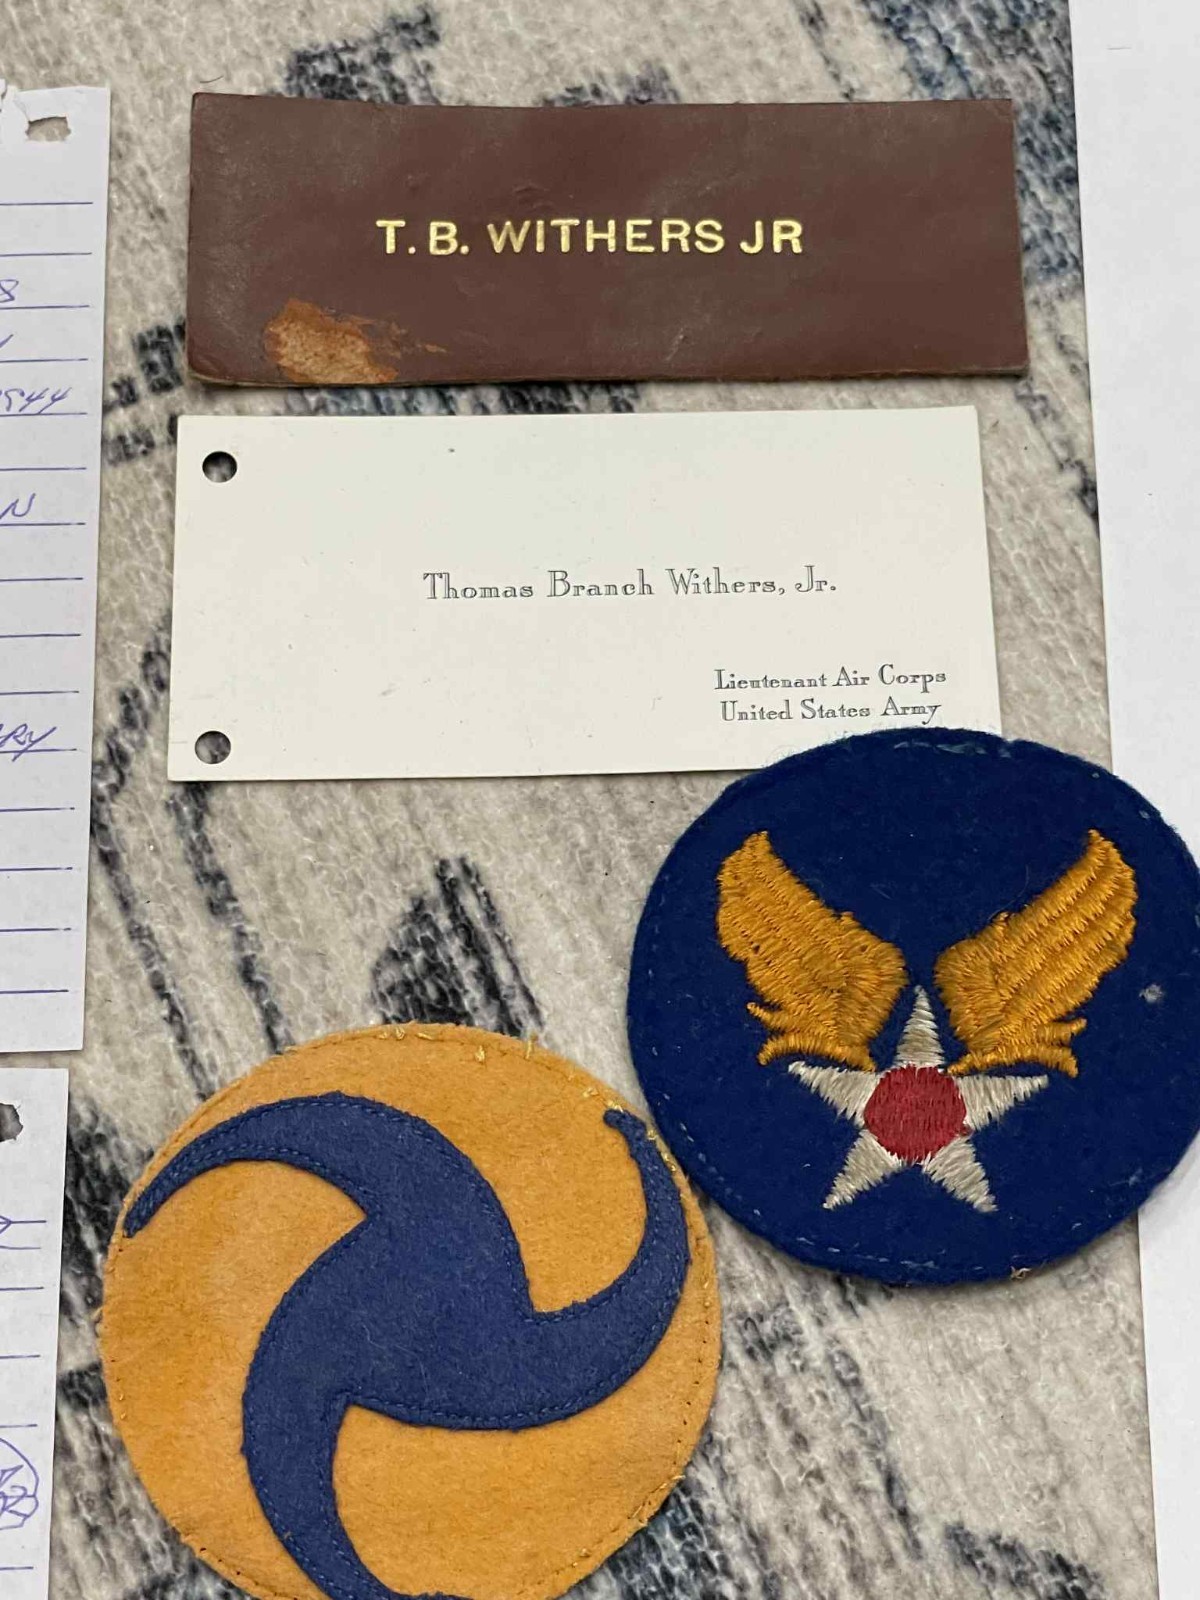 T. B. WITHERS JR
Thomas Branch Withers, Jr.
Lieutenant Air Corps
United States Army